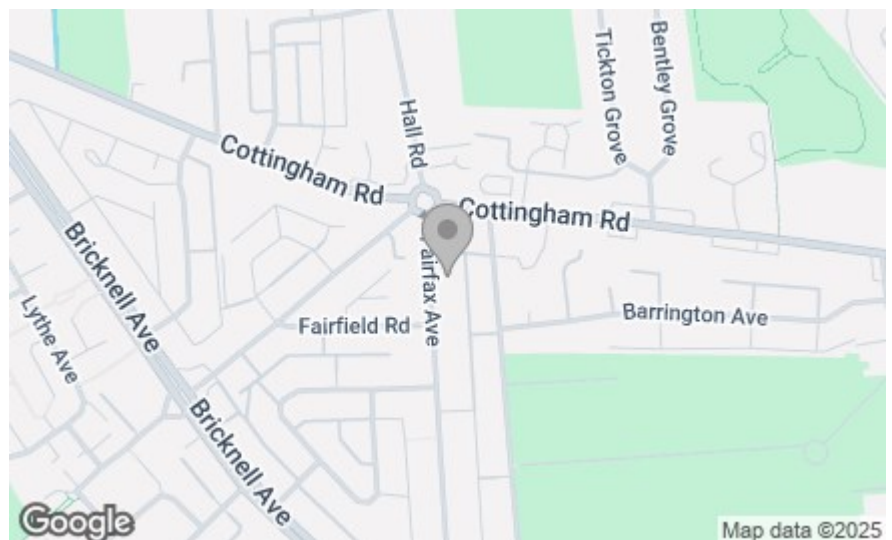 Tickton Grove
Bentley Grove
Hall Rd
Cottingham Rd
Cottingham Rd
Bricknell Ave
Fairfax Ave
Lythe Ave
Fairfield Rd
Barrington Ave
Bricknell Ave
Google
Map data ©2025